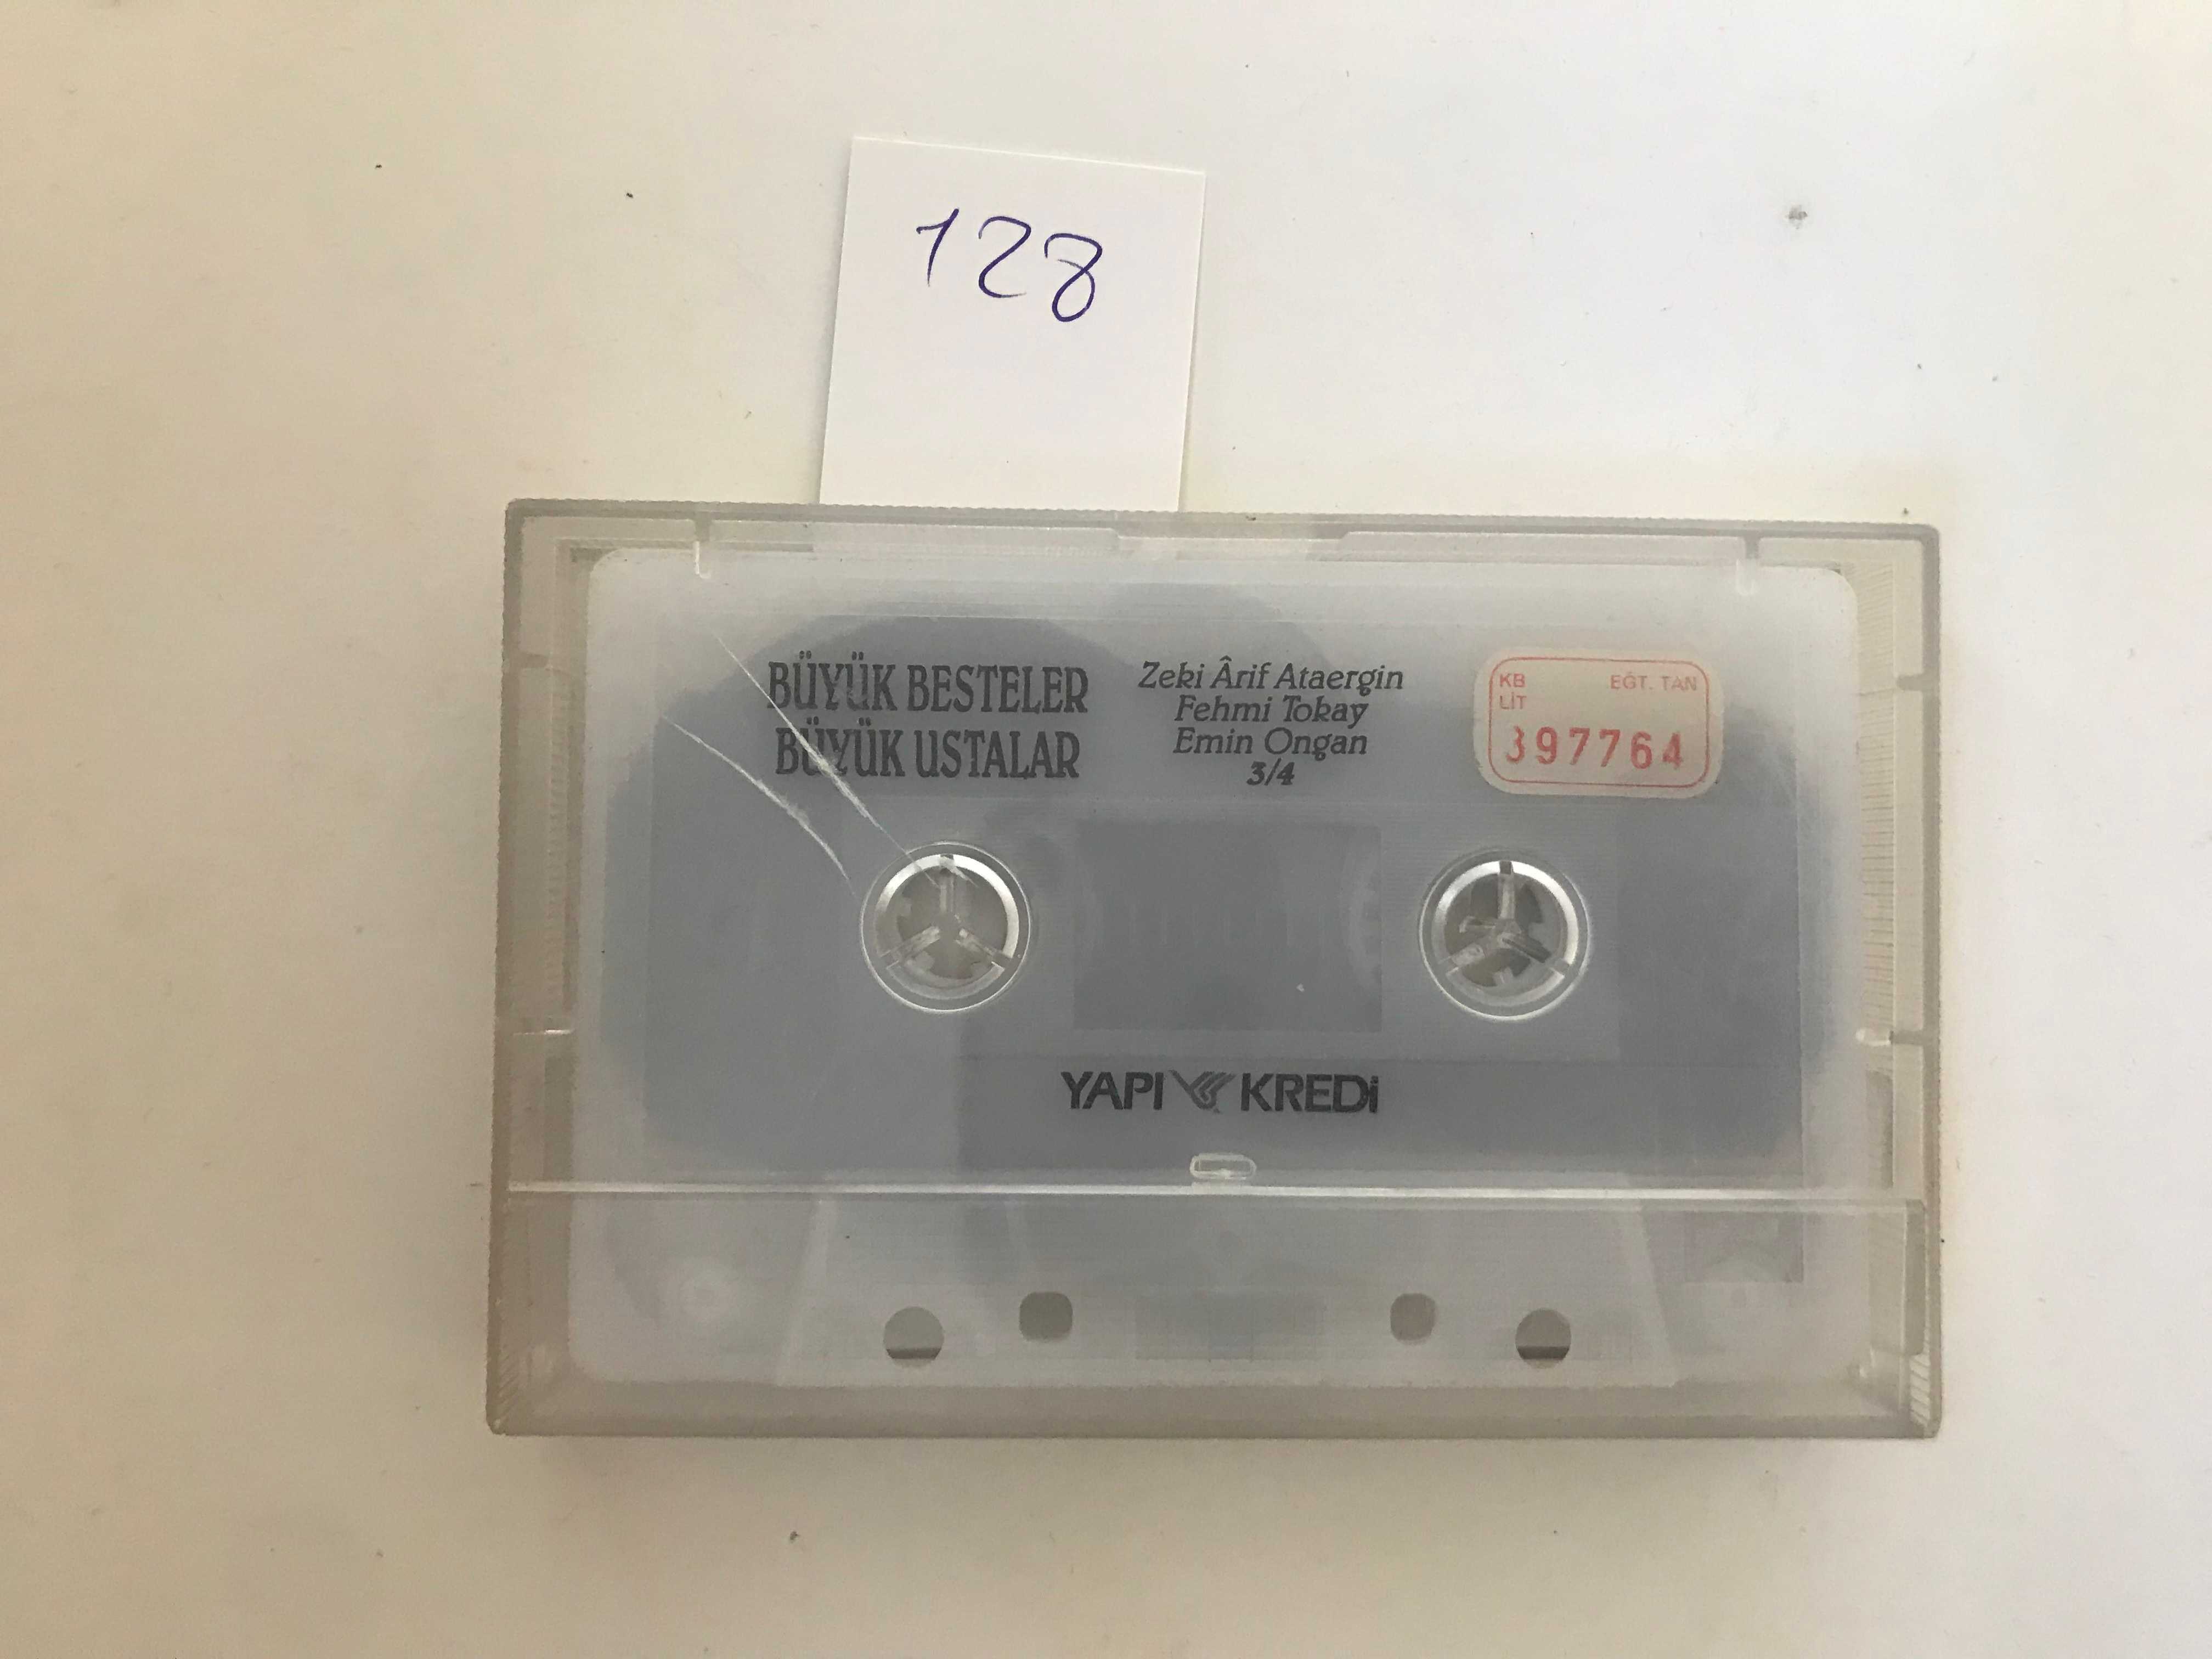 128
BÜYÜK BESTELER
BÜYÜK USTALAR
Zeki Ârif Ataergin
Fehmi Tokay
Emin Ongan
3/4
KB EĞT. TAN
LİT
397764
YAPI KREDi